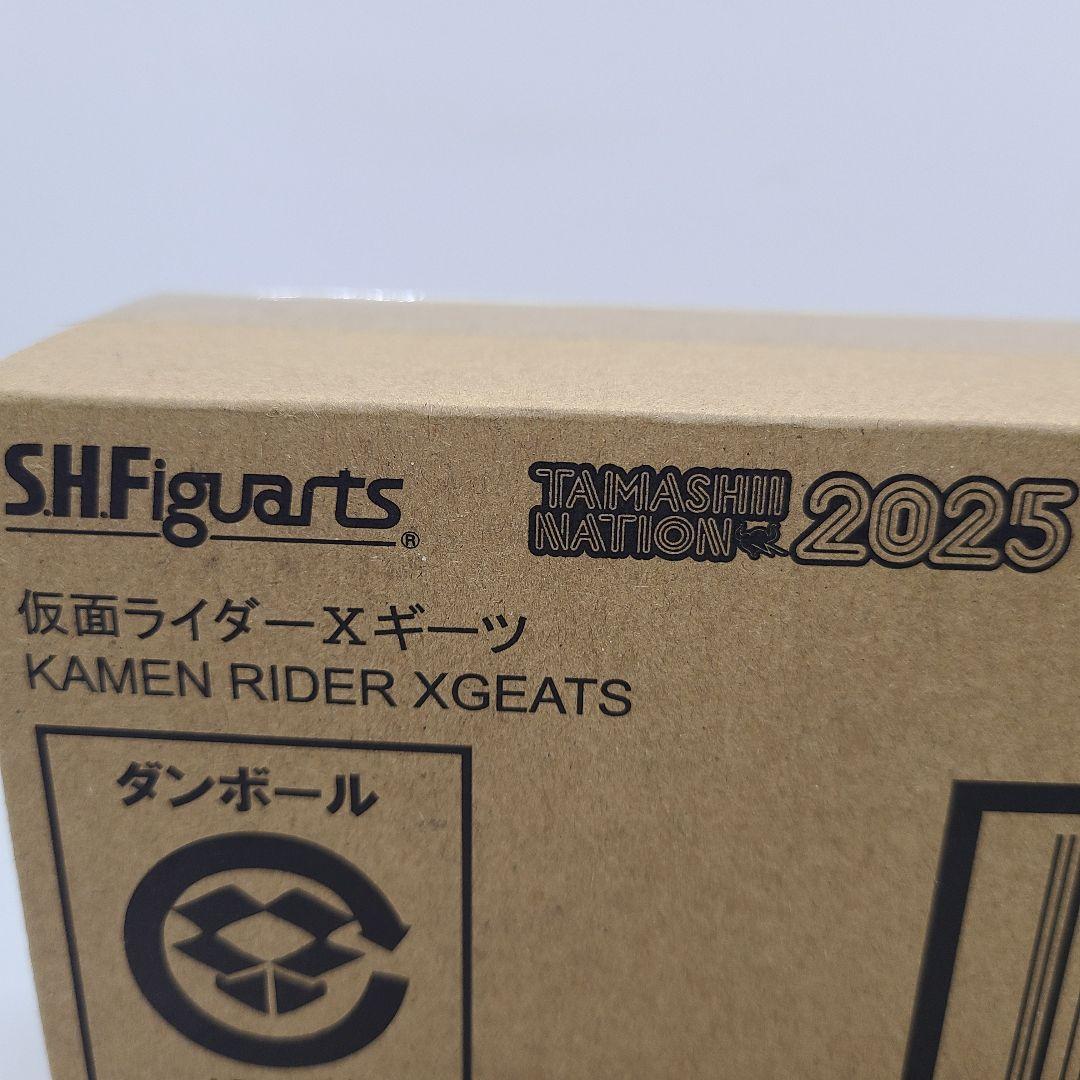 S.H.Figuarts®
TAMASHII
NATION 2025
仮面ライダーXギーツ
KAMEN RIDER XGEATS
ダンボール